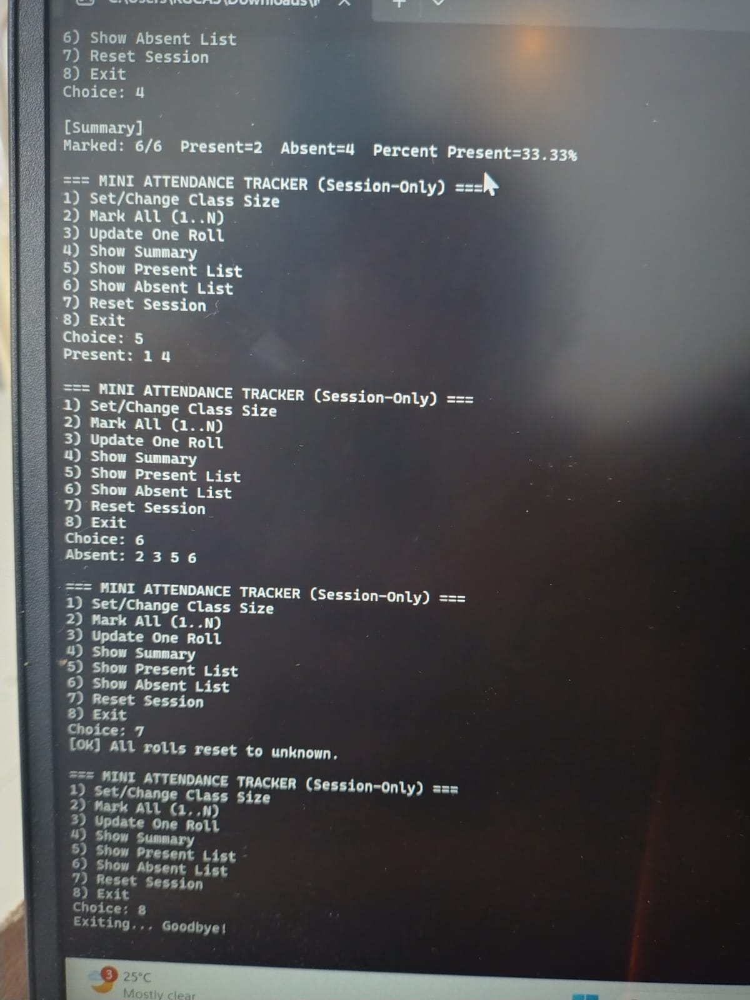 6) Show Absent List
7) Reset Session
8) Exit
Choice: 4

[Summary]
Marked: 6/6  Present=2  Absent=4  Percent Present=33.33%

=== MINI ATTENDANCE TRACKER (Session-Only) ===
1) Set/Change Class Size
2) Mark All (1..N)
3) Update One Roll
4) Show Summary
5) Show Present List
6) Show Absent List
7) Reset Session
8) Exit
Choice: 5
Present: 1 4

=== MINI ATTENDANCE TRACKER (Session-Only) ===
1) Set/Change Class Size
2) Mark All (1..N)
3) Update One Roll
4) Show Summary
5) Show Present List
6) Show Absent List
7) Reset Session
8) Exit
Choice: 6
Absent: 2 3 5 6

=== MINI ATTENDANCE TRACKER (Session-Only) ===
1) Set/Change Class Size
2) Mark All (1..N)
3) Update One Roll
4) Show Summary
5) Show Present List
6) Show Absent List
7) Reset Session
8) Exit
Choice: 7
[OK] All rolls reset to unknown.

=== MINI ATTENDANCE TRACKER (Session-Only) ===
1) Set/Change Class Size
2) Mark All (1..N)
3) Update One Roll
4) Show Summary
5) Show Present List
6) Show Absent List
7) Reset Session
8) Exit
Choice: 8
Exiting... Goodbye!
3 25°C
Mostly clear